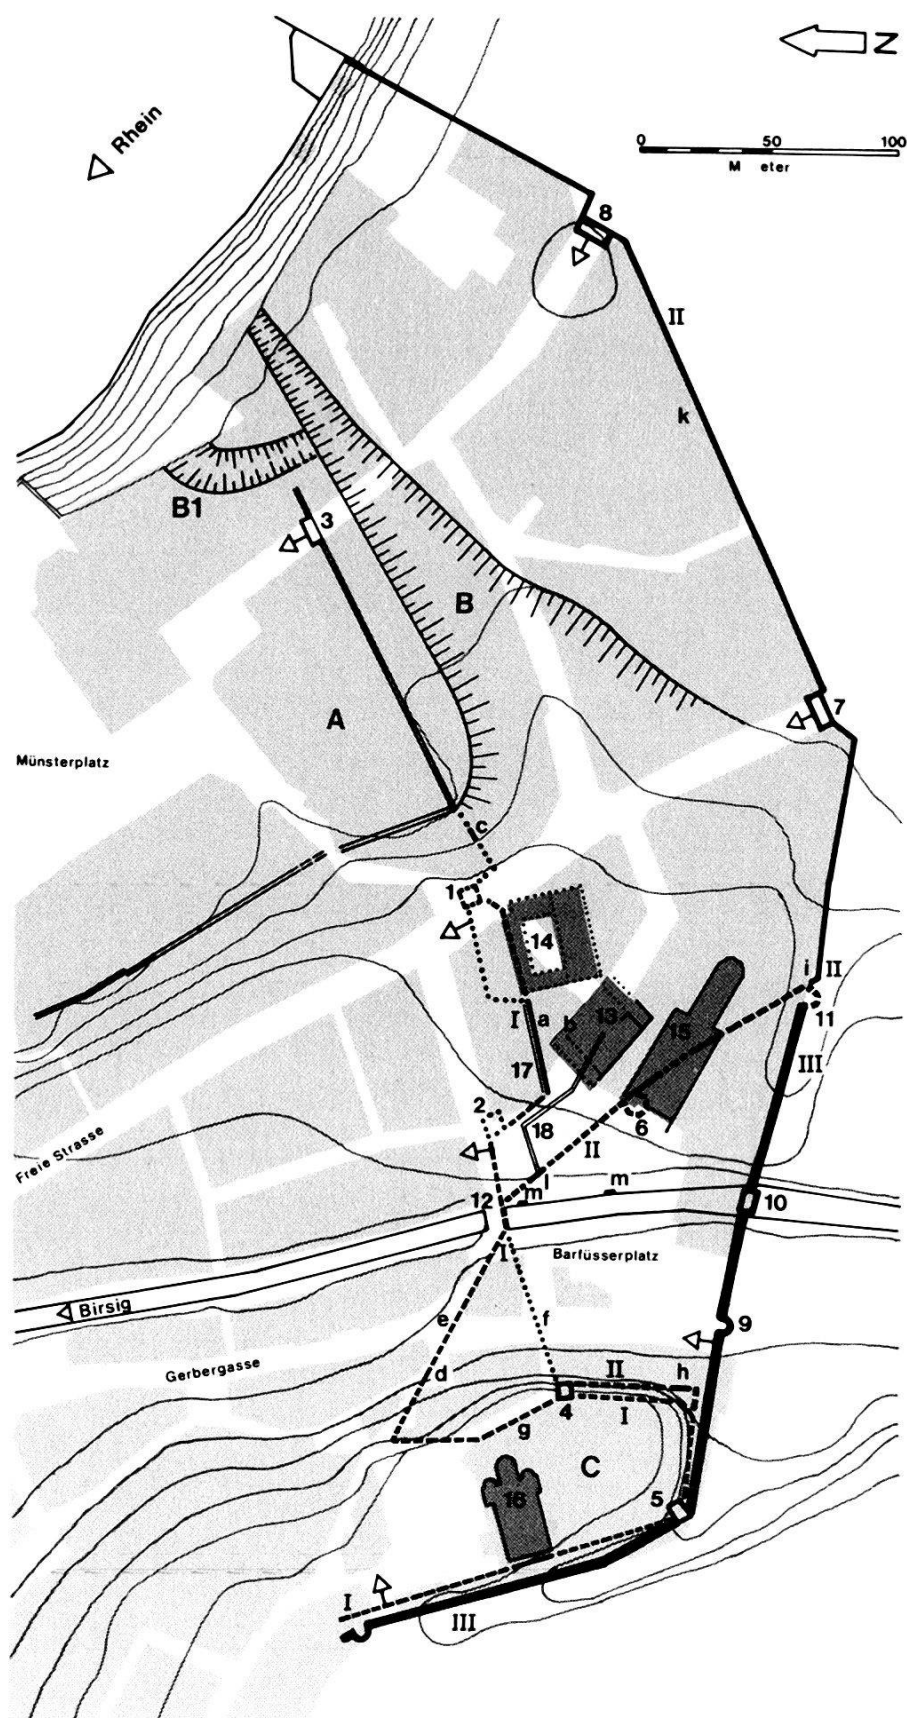 N
Rhein
0 50 100
M eter
8
II
k
B1
3
B
A
7
Münsterplatz
c
1
14
i
II
I
a
b
13
15
11
17
III
2
18
6
Freie Strasse
II
l
m
m
12
10
I
Barfüsserplatz
Birsig
e
f
9
Gerbergasse
d
II
h
4
I
g
C
5
16
I
III